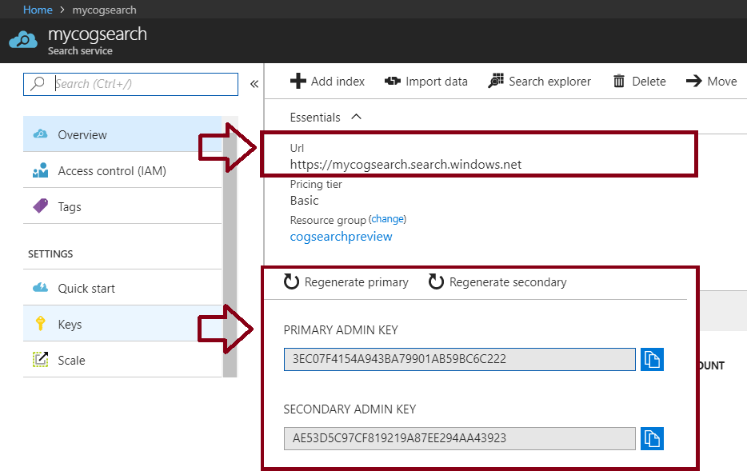 Home > mycogsearch
mycogsearch
Search service
Search (Ctrl+/)
«
Overview
Access control (IAM)
Tags
SETTINGS
Quick start
Keys
Scale
Add index Import data Search explorer Delete Move
Essentials
Url
https://mycogsearch.search.windows.net
Pricing tier
Basic
Resource group (change)
cogsearchpreview
Regenerate primary Regenerate secondary
PRIMARY ADMIN KEY
3EC07F4154A943BA79901AB59BC6C222
SECONDARY ADMIN KEY
AE53D5C97CF819219A87EE294AA43923
OUNT